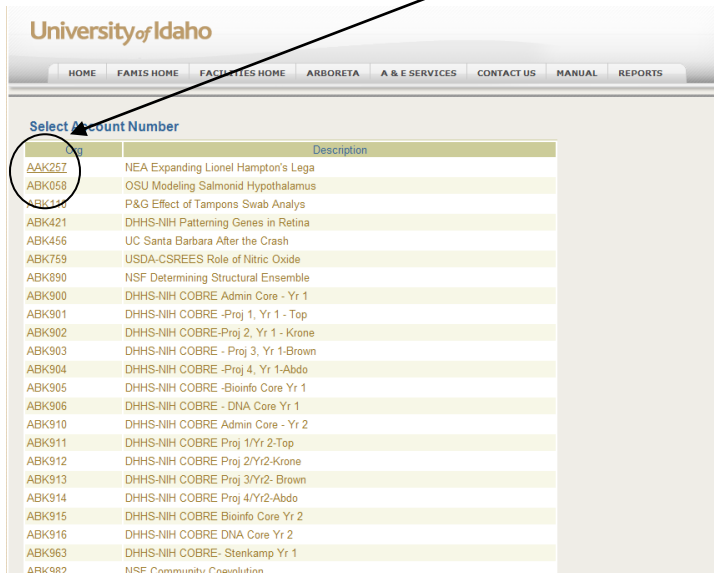 University of Idaho
HOME FAMIS HOME FACILITIES HOME ARBORETA A & E SERVICES CONTACT US MANUAL REPORTS
Select Account Number
Org Description
AAK257 NEA Expanding Lionel Hampton's Lega
ABK058 OSU Modeling Salmonid Hypothalamus
ABK110 P&G Effect of Tampons Swab Analys
ABK421 DHHS-NIH Patterning Genes in Retina
ABK456 UC Santa Barbara After the Crash
ABK759 USDA-CSREES Role of Nitric Oxide
ABK890 NSF Determining Structural Ensemble
ABK900 DHHS-NIH COBRE Admin Core - Yr 1
ABK901 DHHS-NIH COBRE -Proj 1, Yr 1 - Top
ABK902 DHHS-NIH COBRE-Proj 2, Yr 1 - Krone
ABK903 DHHS-NIH COBRE - Proj 3, Yr 1-Brown
ABK904 DHHS-NIH COBRE -Proj 4, Yr 1-Abdo
ABK905 DHHS-NIH COBRE -Bioinfo Core Yr 1
ABK906 DHHS-NIH COBRE - DNA Core Yr 1
ABK910 DHHS-NIH COBRE Admin Core - Yr 2
ABK911 DHHS-NIH COBRE Proj 1/Yr 2-Top
ABK912 DHHS-NIH COBRE Proj 2/Yr2-Krone
ABK913 DHHS-NIH COBRE Proj 3/Yr2- Brown
ABK914 DHHS-NIH COBRE Proj 4/Yr2-Abdo
ABK915 DHHS-NIH COBRE Bioinfo Core Yr 2
ABK916 DHHS-NIH COBRE DNA Core Yr 2
ABK963 DHHS-NIH COBRE- Stenkamp Yr 1
ABK982 NSF Community Coevolution